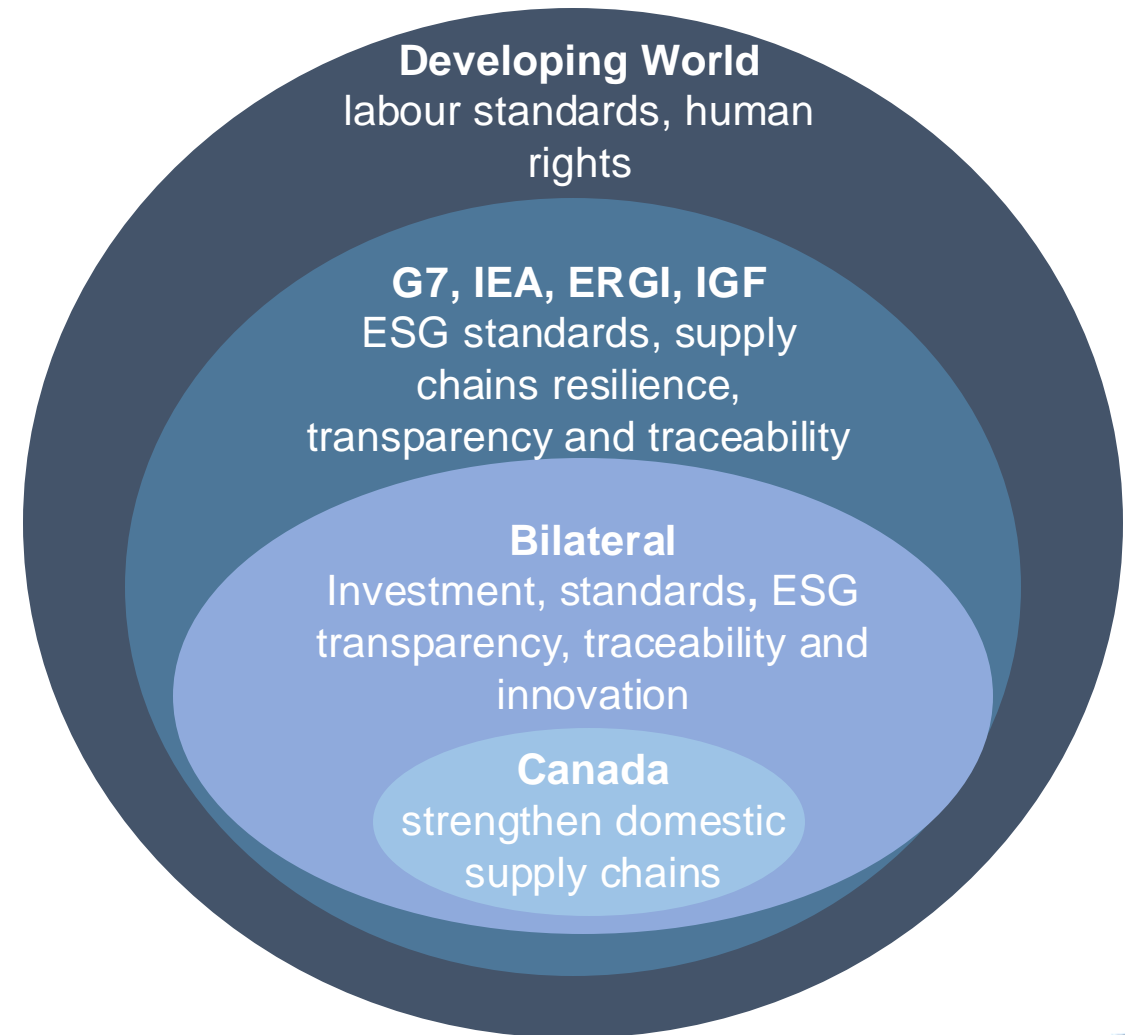 Developing World
labour standards, human
rights
G7, IEA, ERGI, IGF
ESG standards, supply
chains resilience,
transparency and traceability
Bilateral
Investment, standards, ESG
transparency, traceability and
innovation
Canada
strengthen domestic
supply chains